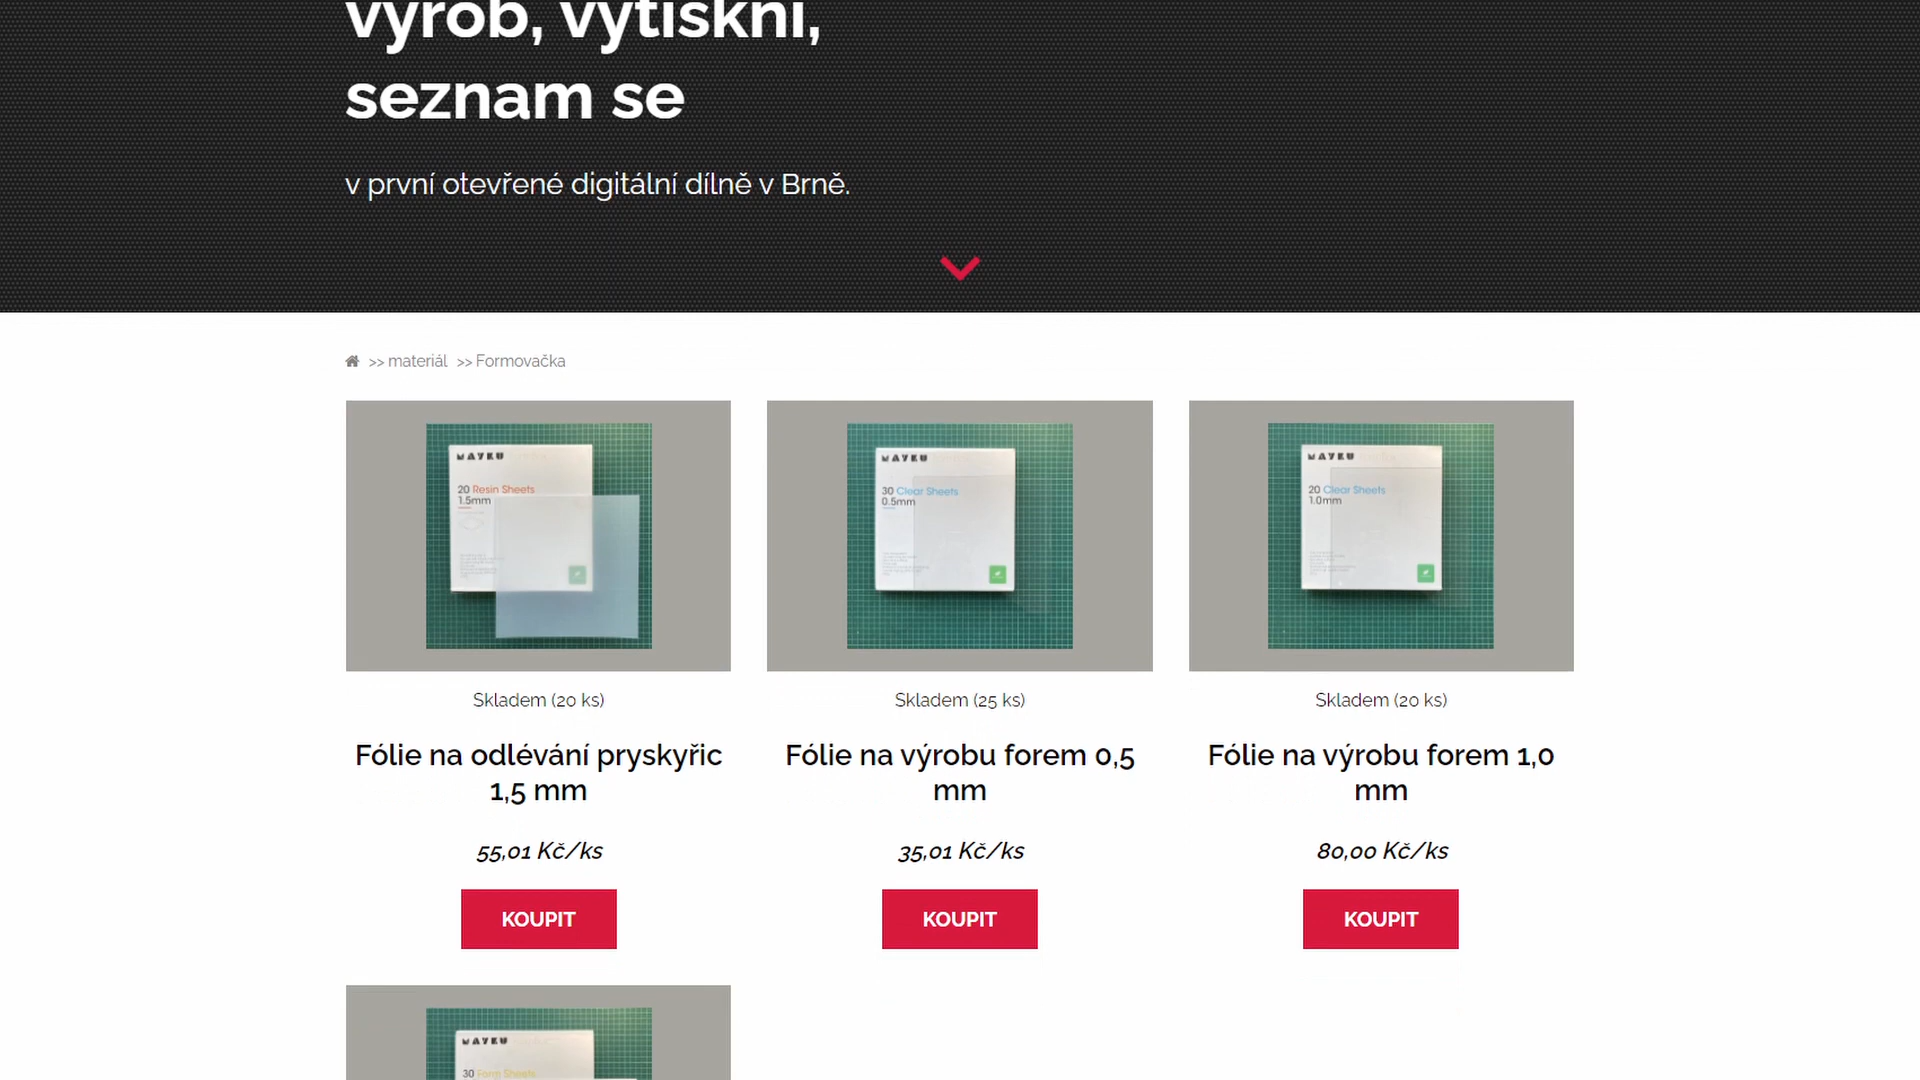 vyrob, vytiskni,
seznam se
v první otevřené digitální dílně v Brně.
>> materiál >> Formovačka
MAYKU
20 Resin Sheets
1.5mm
MAYKU
30 Clear Sheets
0.5mm
MAYKU
20 Clear Sheets
1.0mm
Skladem (20 ks)
Skladem (25 ks)
Skladem (20 ks)
Fólie na odlévání pryskyřic
1,5 mm
Fólie na výrobu forem 0,5
mm
Fólie na výrobu forem 1,0
mm
55,01 Kč/ks
35,01 Kč/ks
80,00 Kč/ks
KOUPIT
KOUPIT
KOUPIT
MAYKU
30 Form Sheets